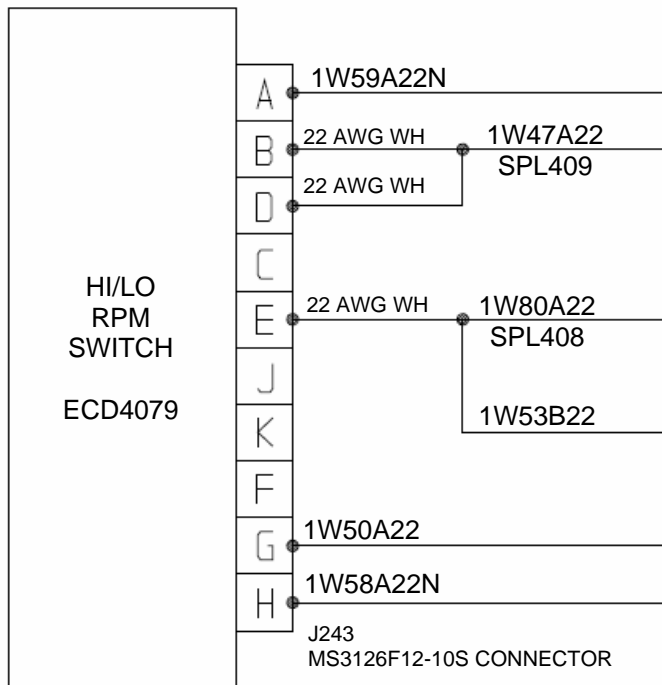 HI/LO
RPM
SWITCH
ECD4079
A
1W59A22N
B
22 AWG WH
1W47A22
SPL409
D
22 AWG WH
C
E
22 AWG WH
1W80A22
SPL408
J
1W53B22
K
F
G
1W50A22
H
1W58A22N
J243
MS3126F12-10S CONNECTOR